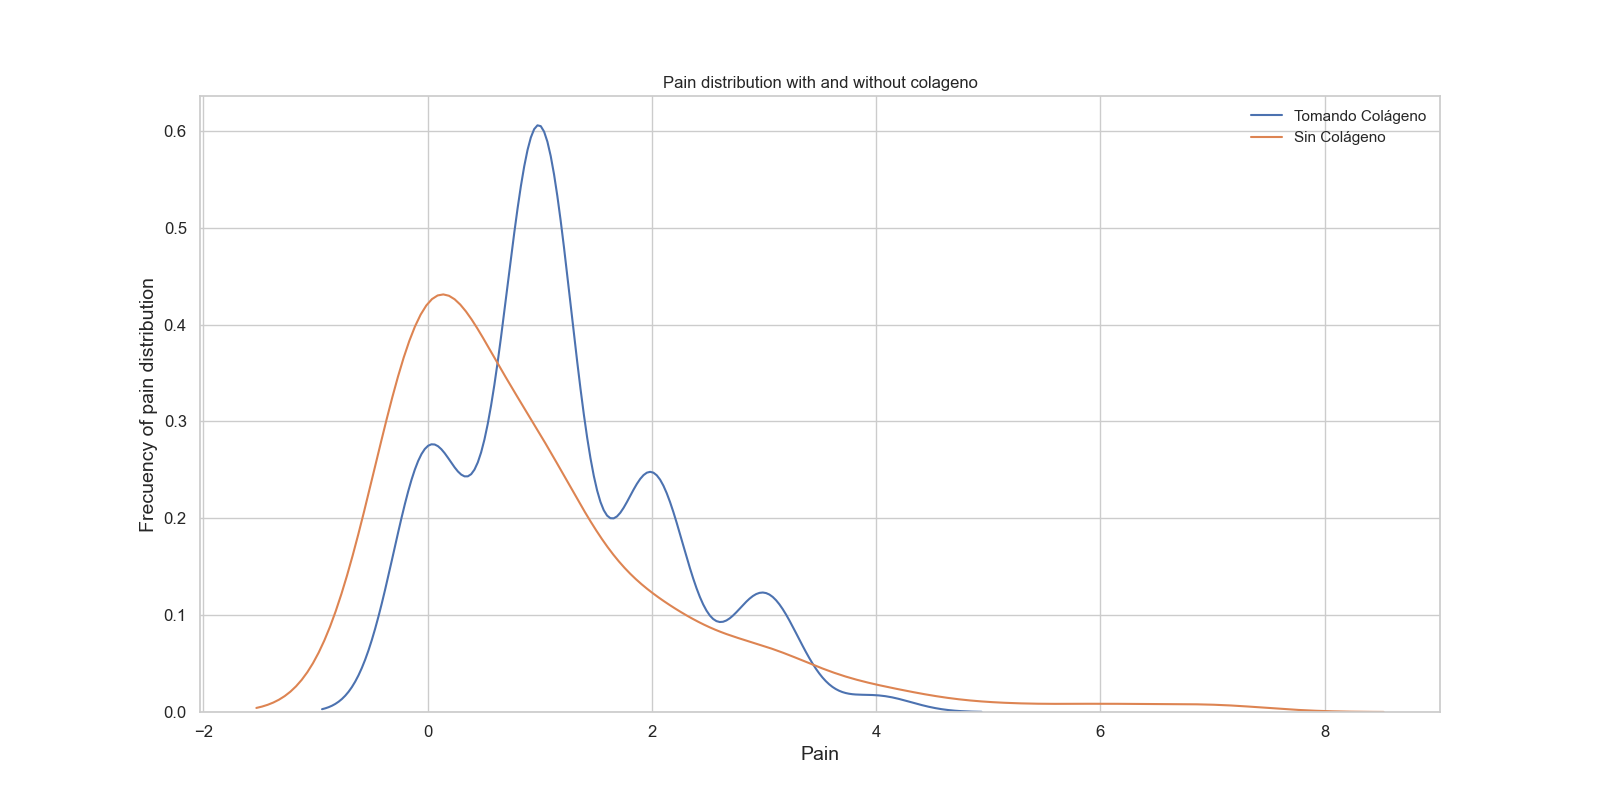 Pain distribution with and without colageno
Tomando Colágeno
Sin Colágeno
Frecuency of pain distribution
0.6
0.5
0.4
0.3
0.2
0.1
0.0
−2
0
2
4
6
8
Pain